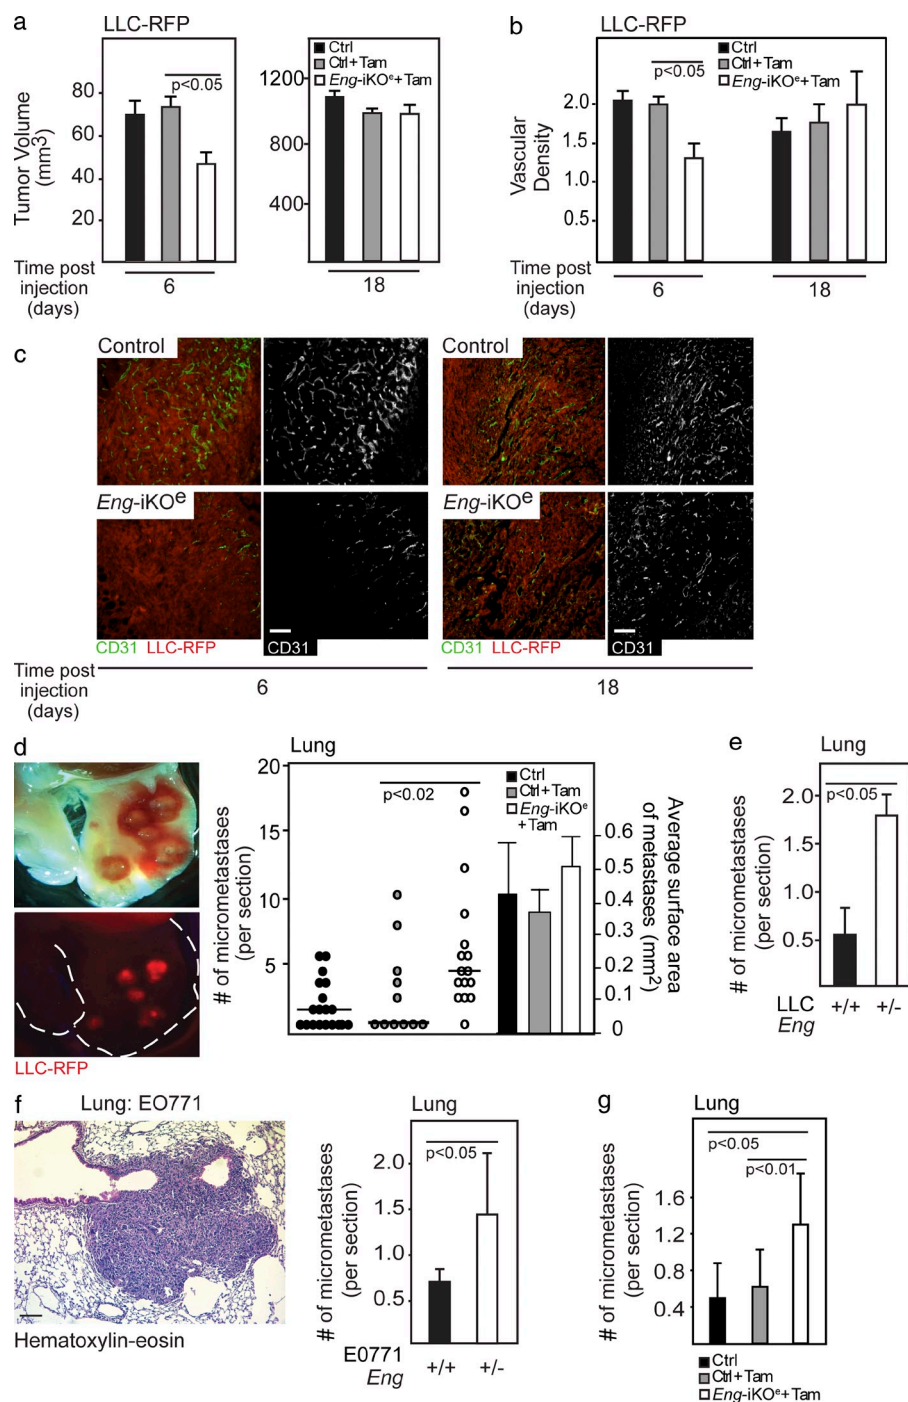 a
LLC-RFP
Tumor Volume
(mm3)
80
60
40
20
p<0.05
1200
800
400
Ctrl
Ctrl+Tam
Eng-iKOe+Tam
Time post
injection
(days)
6
18
b
LLC-RFP
Vascular
Density
2.0
1.5
1.0
0.5
p<0.05
Ctrl
Ctrl+Tam
Eng-iKOe+Tam
Time post
injection
(days)
6
18
c
Control
Control
Eng-iKOe
Eng-iKOe
CD31 LLC-RFP
CD31
CD31 LLC-RFP
CD31
Time post
injection
(days)
6
18
d
LLC-RFP
Lung
# of micrometastases
(per section)
20
15
10
5
p<0.02
Ctrl
Ctrl+Tam
Eng-iKOe
+Tam
0.6
0.5
0.4
0.3
0.2
0.1
0
Average surface area
of metastases (mm2)
e
Lung
# of micrometastases
(per section)
2.0
1.5
1.0
0.5
p<0.05
LLC
Eng
+/+
+/-
f
Lung: EO771
Hematoxylin-eosin
Lung
# of micrometastases
(per section)
2.0
1.5
1.0
0.5
p<0.05
E0771
Eng
+/+
+/-
g
Lung
# of micrometastases
(per section)
1.6
1.2
0.8
0.4
p<0.05
p<0.01
Ctrl
Ctrl+Tam
Eng-iKOe+Tam